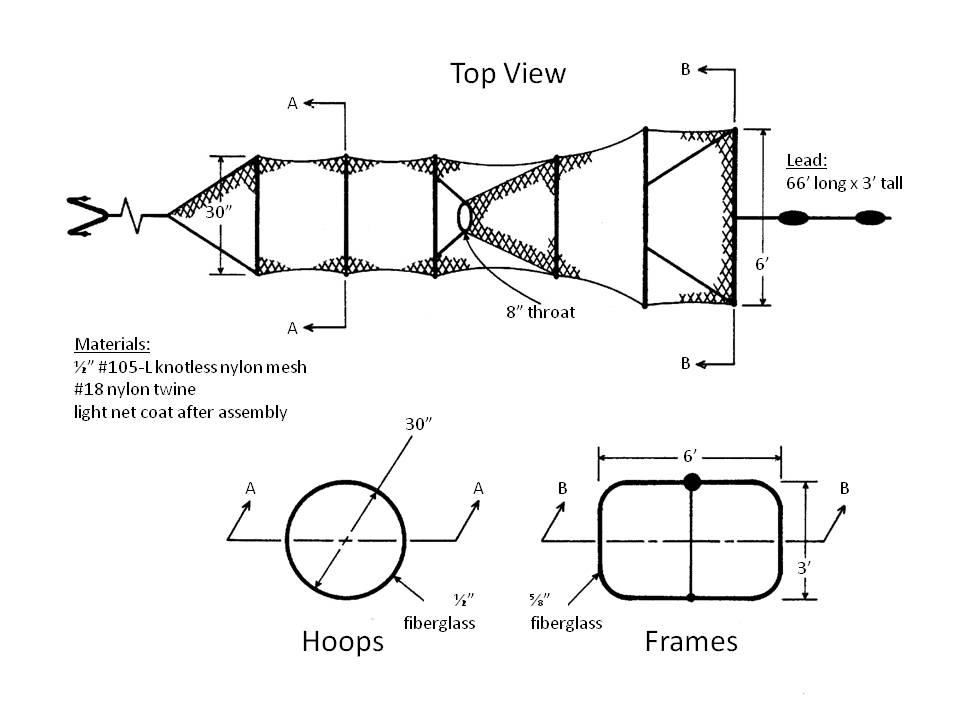 Top View
B
A
Lead:
66’ long x 3’ tall
30”
6’
8” throat
A
Materials:
½” #105-L knotless nylon mesh
#18 nylon twine
light net coat after assembly
B
30”
6’
A
A
B
B
3’
½”
fiberglass
⅝”
fiberglass
Hoops
Frames